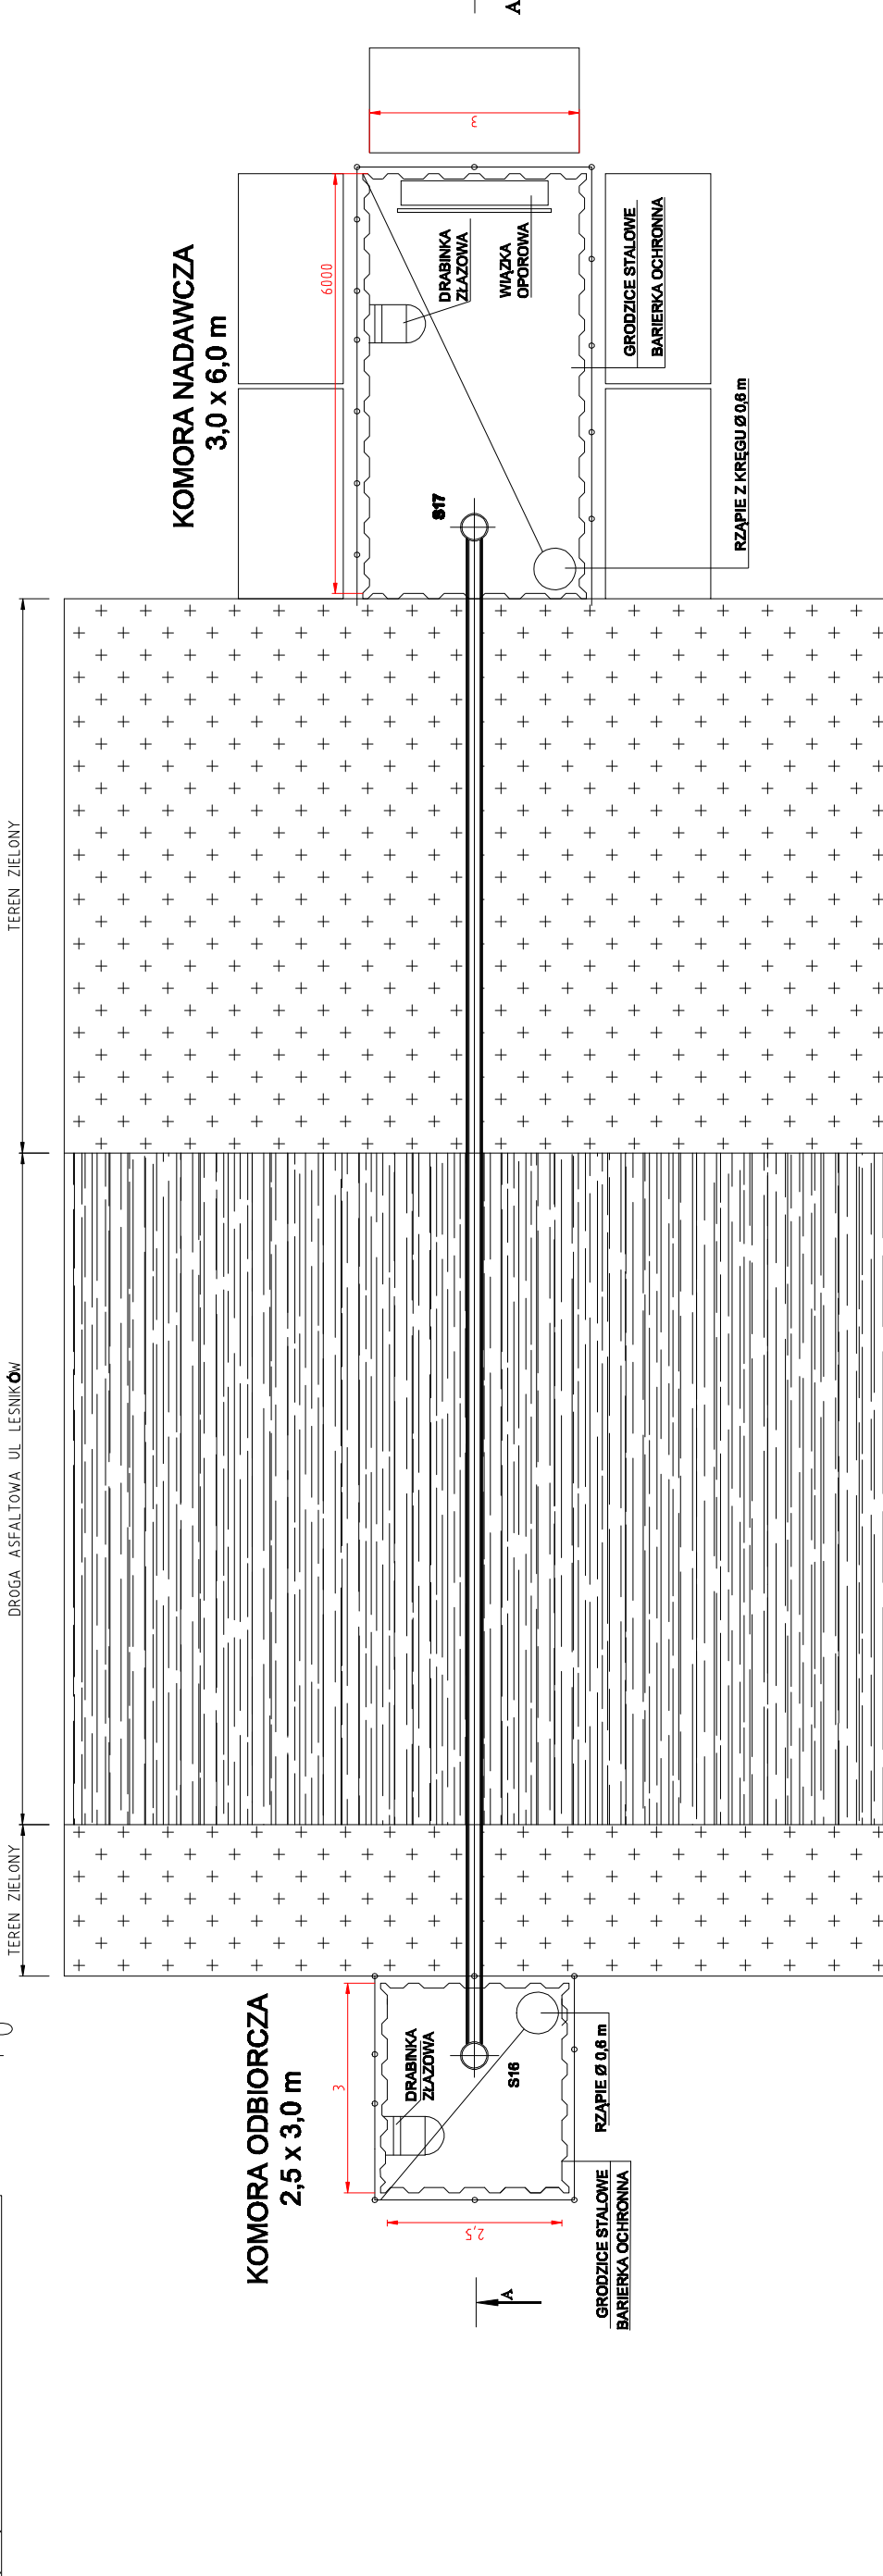 TEREN ZIELONY
DROGA ASFALTOWA UL LESNIKÓW
TEREN ZIELONY
KOMORA ODBIORCZA
2,5 x 3,0 m
3
2,5
DRABINKA
ZŁAZOWA
S16
RZĄPIE Ø 0,6 m
GRODZICE STALOWE
BARIERKA OCHRONNA
A
KOMORA NADAWCZA
3,0 x 6,0 m
6000
3
S17
DRABINKA
ZŁAZOWA
WIĄZKA
OPOROWA
GRODZICE STALOWE
BARIERKA OCHRONNA
RZĄPIE Z KRĘGU Ø 0,6 m
A